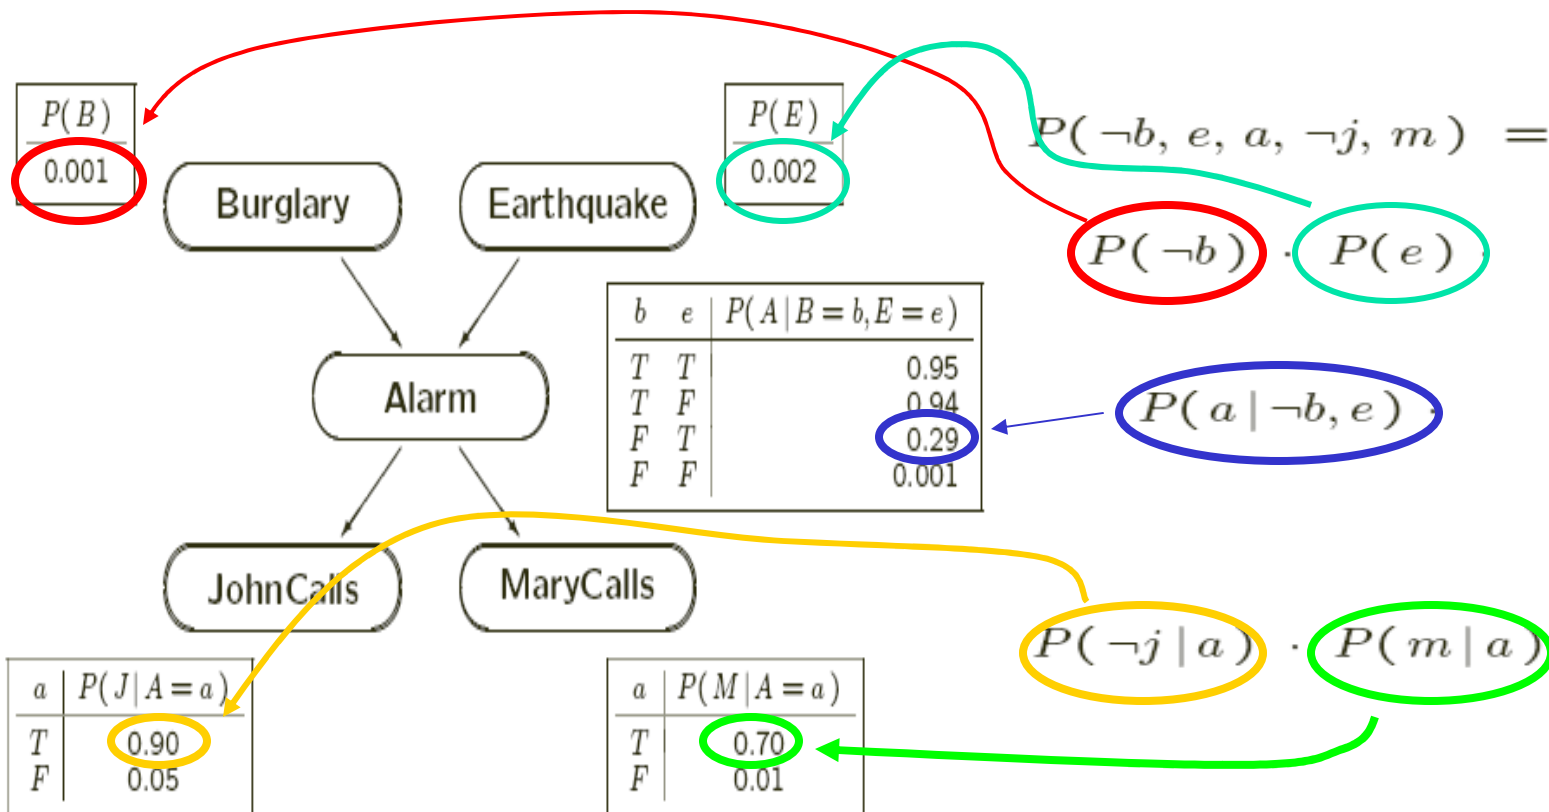 P(B)
0.001
P(E)
0.002
P(¬b, e, a, ¬j, m) =
Burglary
Earthquake
P(¬b) · P(e) ·
b e P(A|B = b, E = e)
T T 0.95
T F 0.94
F T 0.29
F F 0.001
Alarm
P(a|¬b, e) ·
JohnCalls
MaryCalls
P(¬j|a) · P(m|a)
a P(J|A = a)
T 0.90
F 0.05
a P(M|A = a)
T 0.70
F 0.01